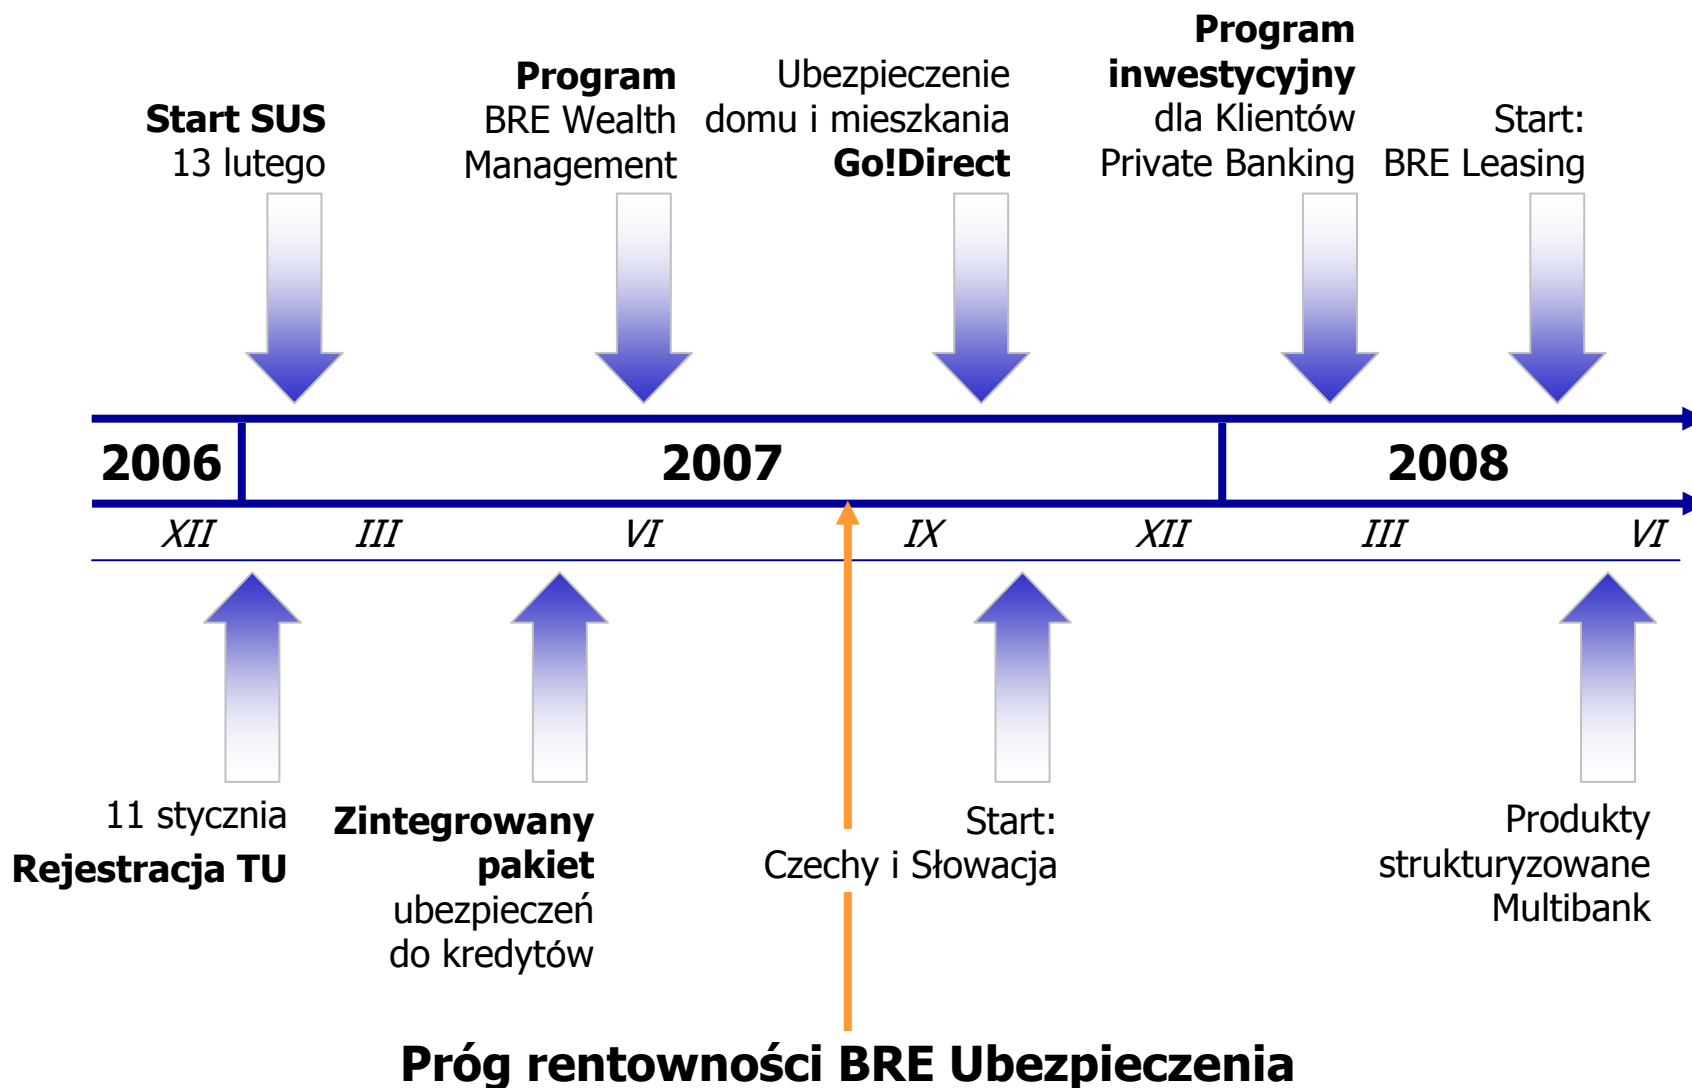 Start SUS
13 lutego
Program
BRE Wealth
Management
Ubezpieczenie
domu i mieszkania
Go!Direct
Program
inwestycyjny
dla Klientów
Private Banking
Start:
BRE Leasing
2006
2007
2008
XII
III
VI
IX
XII
III
VI
11 stycznia
Rejestracja TU
Zintegrowany
pakiet
ubezpieczeń
do kredytów
Start:
Czechy i Słowacja
Produkty
strukturyzowane
Multibank
Próg rentowności BRE Ubezpieczenia